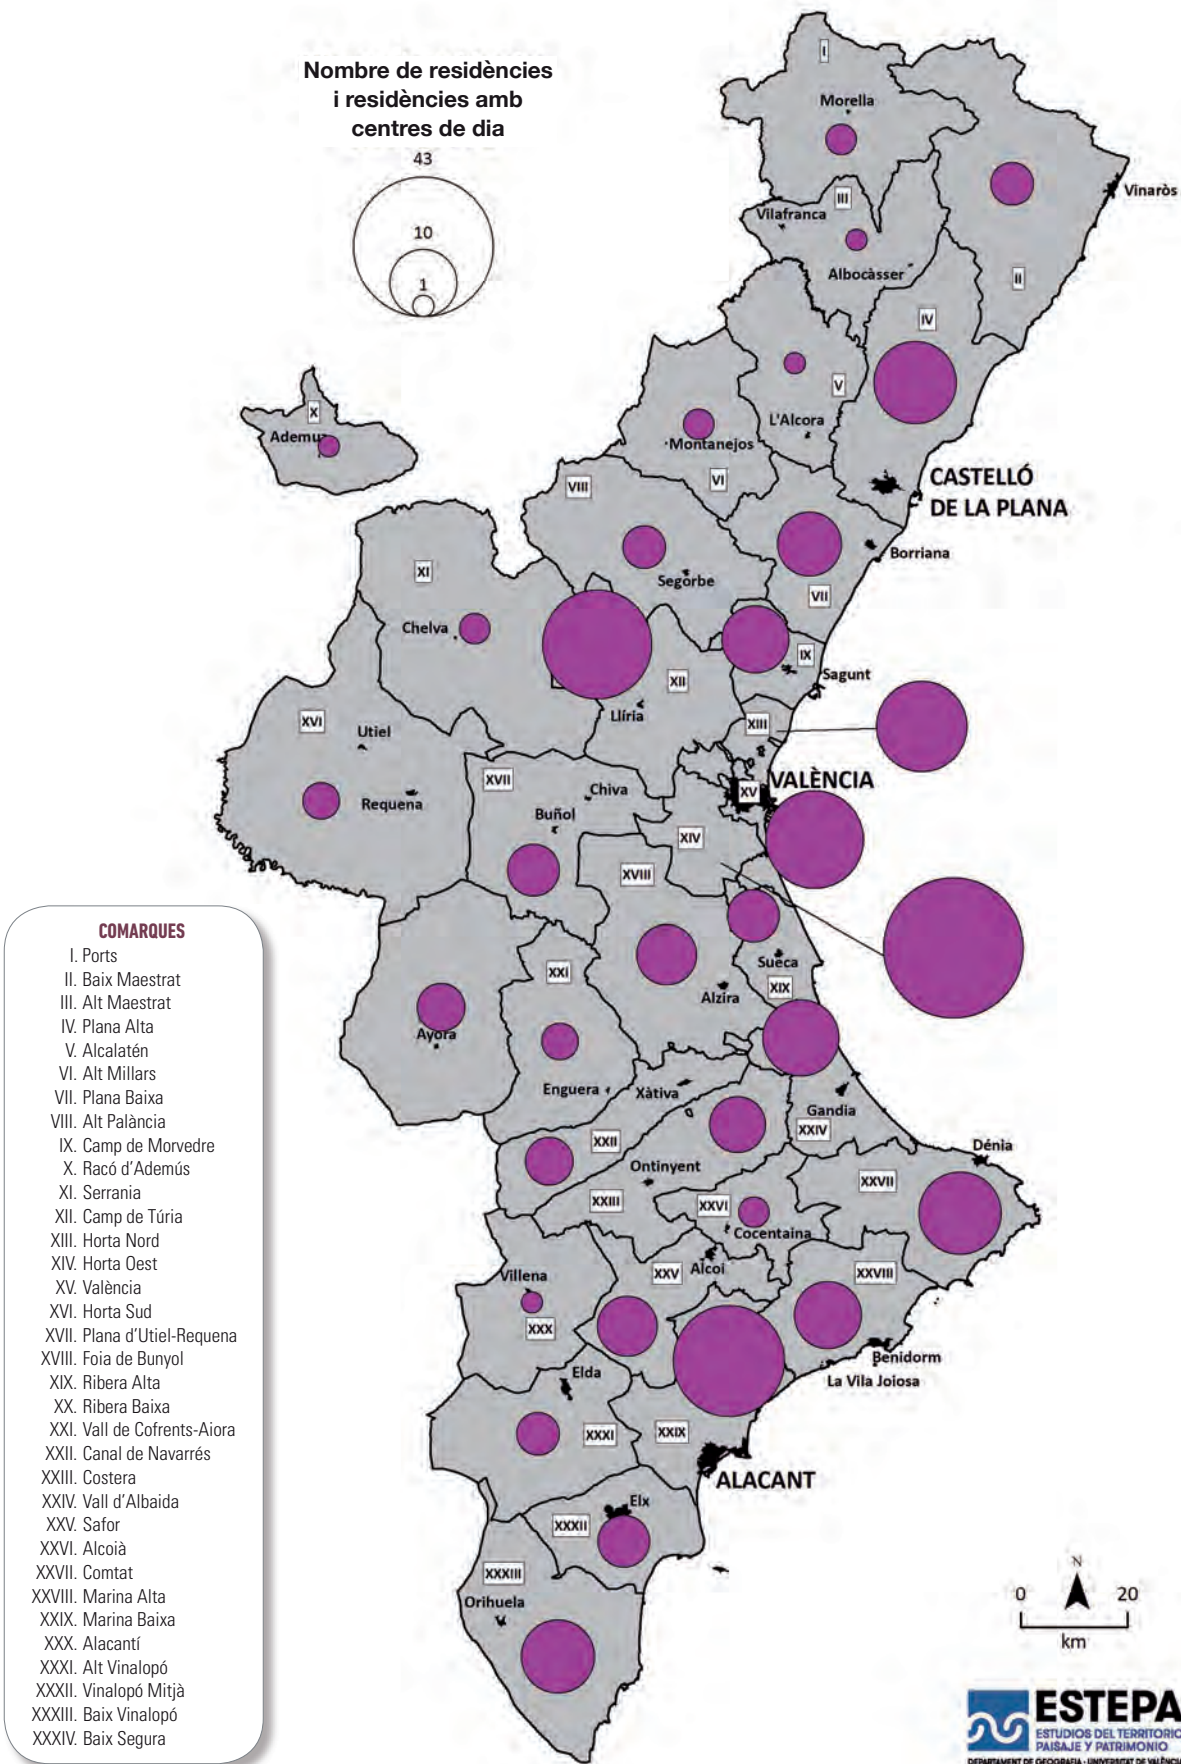 Nombre de residències
i residències amb
centres de dia
43
10
1
I
Morella
Vinaròs
III
Vilafranca
Albocàsser
II
IV
V
L'Alcora
X
Ademuz
Montanejos
VI
VIII
CASTELLÓ
DE LA PLANA
Borriana
Segorbe
XI
VII
Chelva
IX
Sagunt
XII
Llíria
XIII
XVI
Utiel
XVII
VALÈNCIA
Chiva
XV
Requena
Buñol
XIV
XVIII
Sueca
XXI
XIX
Alzira
Ayora
Enguera
Xàtiva
Gandia
XXII
XXIV
Dénia
Ontinyent
XXVII
XXIII
XXVI
Cocentaina
Alcoi
XXV
XXVIII
Villena
XXX
Benidorm
La Vila Joiosa
Elda
XXXI
XXIX
ALACANT
Elx
XXXII
XXXIII
Orihuela
COMARQUES
I. Ports
II. Baix Maestrat
III. Alt Maestrat
IV. Plana Alta
V. Alcalatén
VI. Alt Millars
VII. Plana Baixa
VIII. Alt Palància
IX. Camp de Morvedre
X. Racó d'Ademús
XI. Serrania
XII. Camp de Túria
XIII. Horta Nord
XIV. Horta Oest
XV. València
XVI. Horta Sud
XVII. Plana d'Utiel-Requena
XVIII. Foia de Bunyol
XIX. Ribera Alta
XX. Ribera Baixa
XXI. Vall de Cofrents-Aiora
XXII. Canal de Navarrés
XXIII. Costera
XXIV. Vall d'Albaida
XXV. Safor
XXVI. Alcoià
XXVII. Comtat
XXVIII. Marina Alta
XXIX. Marina Baixa
XXX. Alacantí
XXXI. Alt Vinalopó
XXXII. Vinalopó Mitjà
XXXIII. Baix Vinalopó
XXXIV. Baix Segura
N
0 20
km
ESTEPA
ESTUDIOS DEL TERRITORIO
PAISAJE Y PATRIMONIO
DEPARTAMENT DE GEOGRAFIA - UNIVERSITAT DE VALÈNCIA